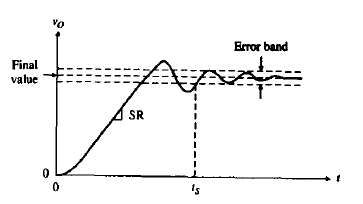 v_O
Final
value
Error band
SR
0
0
t_S
t